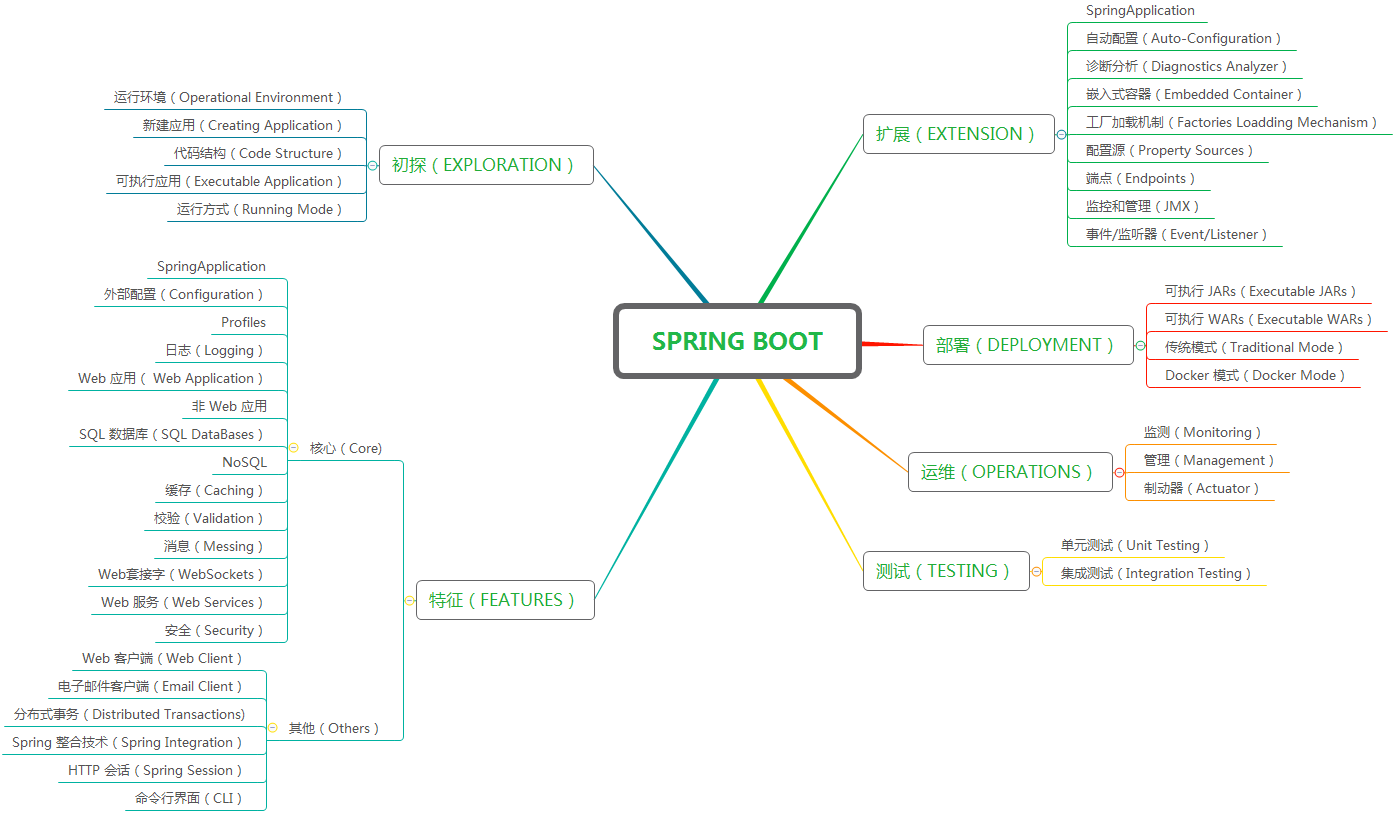 SPRING BOOT
初探（EXPLORATION）
运行环境（Operational Environment）
新建应用（Creating Application）
代码结构（Code Structure）
可执行应用（Executable Application）
运行方式（Running Mode）
特征（FEATURES）
核心（Core)
SpringApplication
外部配置（Configuration）
Profiles
日志（Logging）
Web 应用（ Web Application）
非 Web 应用
SQL 数据库（SQL DataBases）
NoSQL
缓存（Caching）
校验（Validation）
消息（Messing）
Web套接字（WebSockets）
Web 服务（Web Services）
安全（Security）
其他（Others）
Web 客户端（Web Client）
电子邮件客户端（Email Client）
分布式事务（Distributed Transactions)
Spring 整合技术（Spring Integration）
HTTP 会话（Spring Session）
命令行界面（CLI）
扩展（EXTENSION）
SpringApplication
自动配置（Auto-Configuration）
诊断分析（Diagnostics Analyzer）
嵌入式容器（Embedded Container）
工厂加载机制（Factories Loadding Mechanism）
配置源（Property Sources）
端点（Endpoints）
监控和管理（JMX）
事件/监听器（Event/Listener）
部署（DEPLOYMENT）
可执行 JARs（Executable JARs）
可执行 WARs（Executable WARs）
传统模式（Traditional Mode）
Docker 模式（Docker Mode）
运维（OPERATIONS）
监测（Monitoring）
管理（Management）
制动器（Actuator）
测试（TESTING）
单元测试（Unit Testing）
集成测试（Integration Testing）